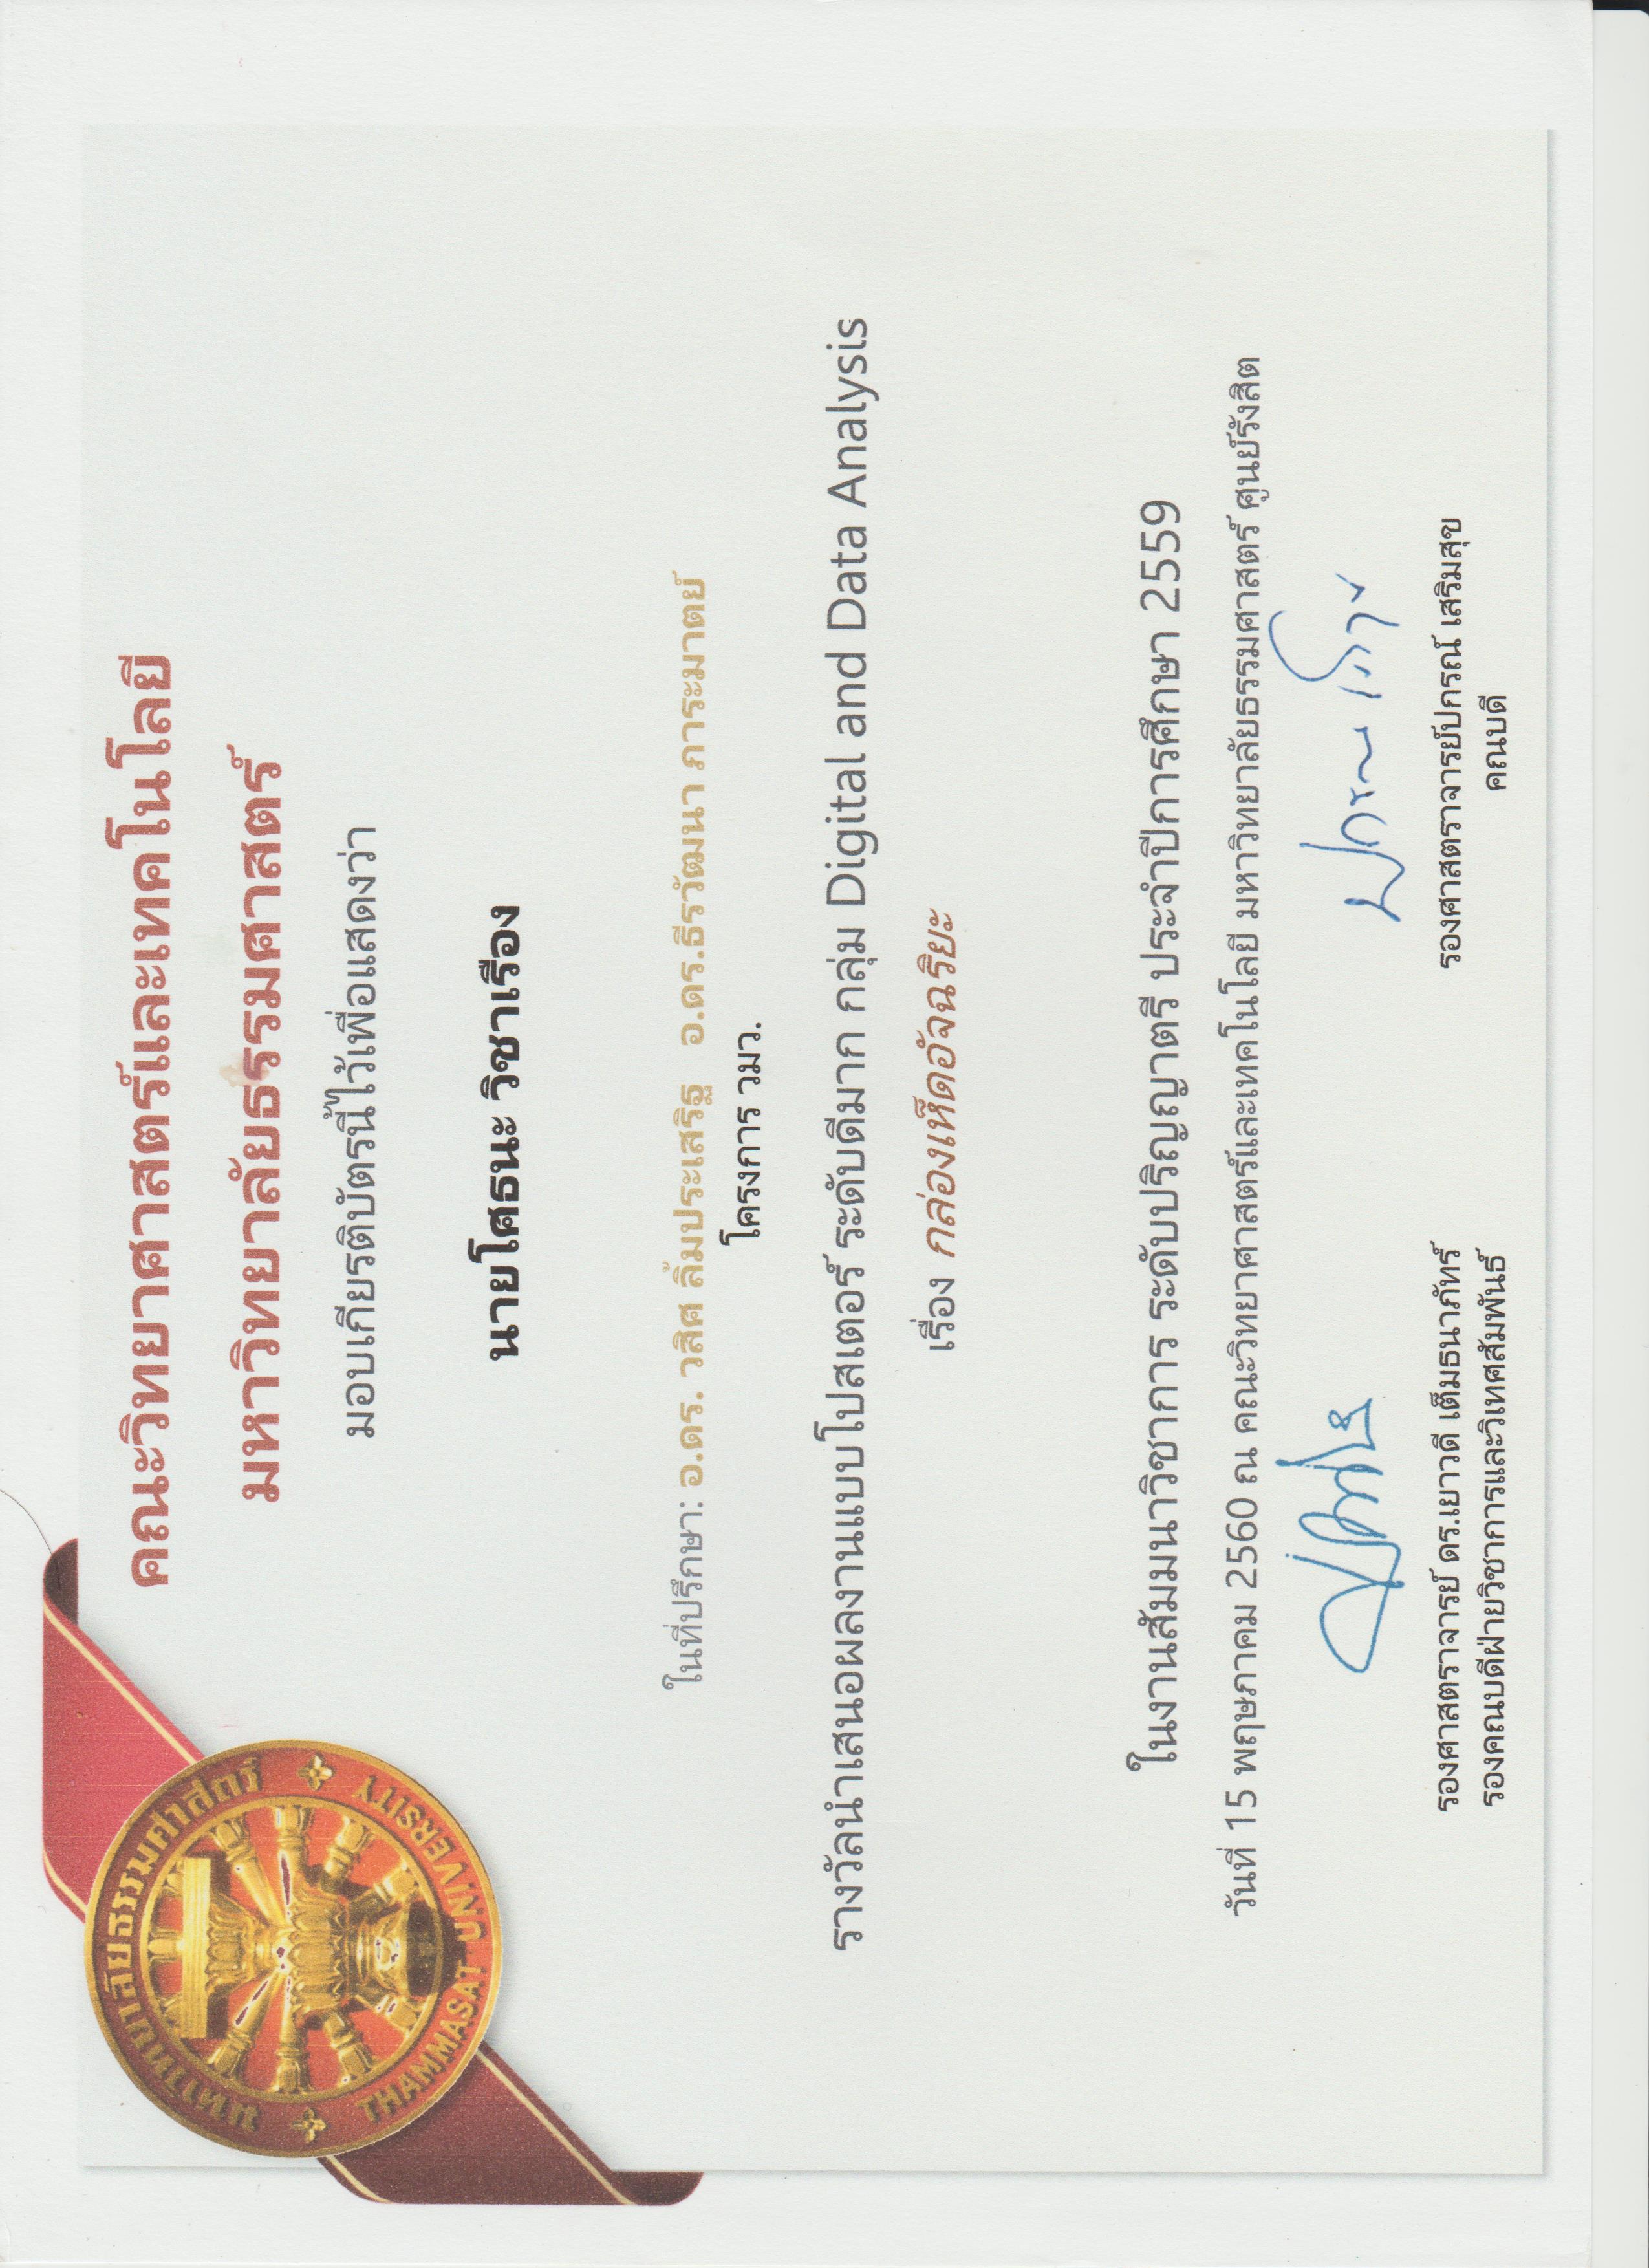 มหาวิทยาลัยธรรมศาสตร์
THAMMASAT UNIVERSITY
คณะวิทยาศาสตร์และเทคโนโลยี
มหาวิทยาลัยธรรมศาสตร์
มอบเกียรติบัตรนี้ไว้เพื่อแสดงว่า
นายโศธนะ วิชาเรือง
ในที่ปรึกษา: อ.ดร. วสิศ ลิ้มประเสริฐ อ.ดร.ธีรวัฒนา ภาระมาตย์
โครงการ วมว.
รางวัลนำเสนอผลงานแบบโปสเตอร์ ระดับดีมาก กลุ่ม Digital and Data Analysis
เรื่อง กล่องเห็ดอัจฉริยะ
ในงานสัมมนาวิชาการ ระดับปริญญาตรี ประจำปีการศึกษา 2559
วันที่ 15 พฤษภาคม 2560 ณ คณะวิทยาศาสตร์และเทคโนโลยี มหาวิทยาลัยธรรมศาสตร์ ศูนย์รังสิต
รองศาสตราจารย์ ดร.เยาวดี เต็มธนาภัทร์
รองคณบดีฝ่ายวิชาการและวิเทศสัมพันธ์
รองศาสตราจารย์ปกรณ์ เสริมสุข
คณบดี